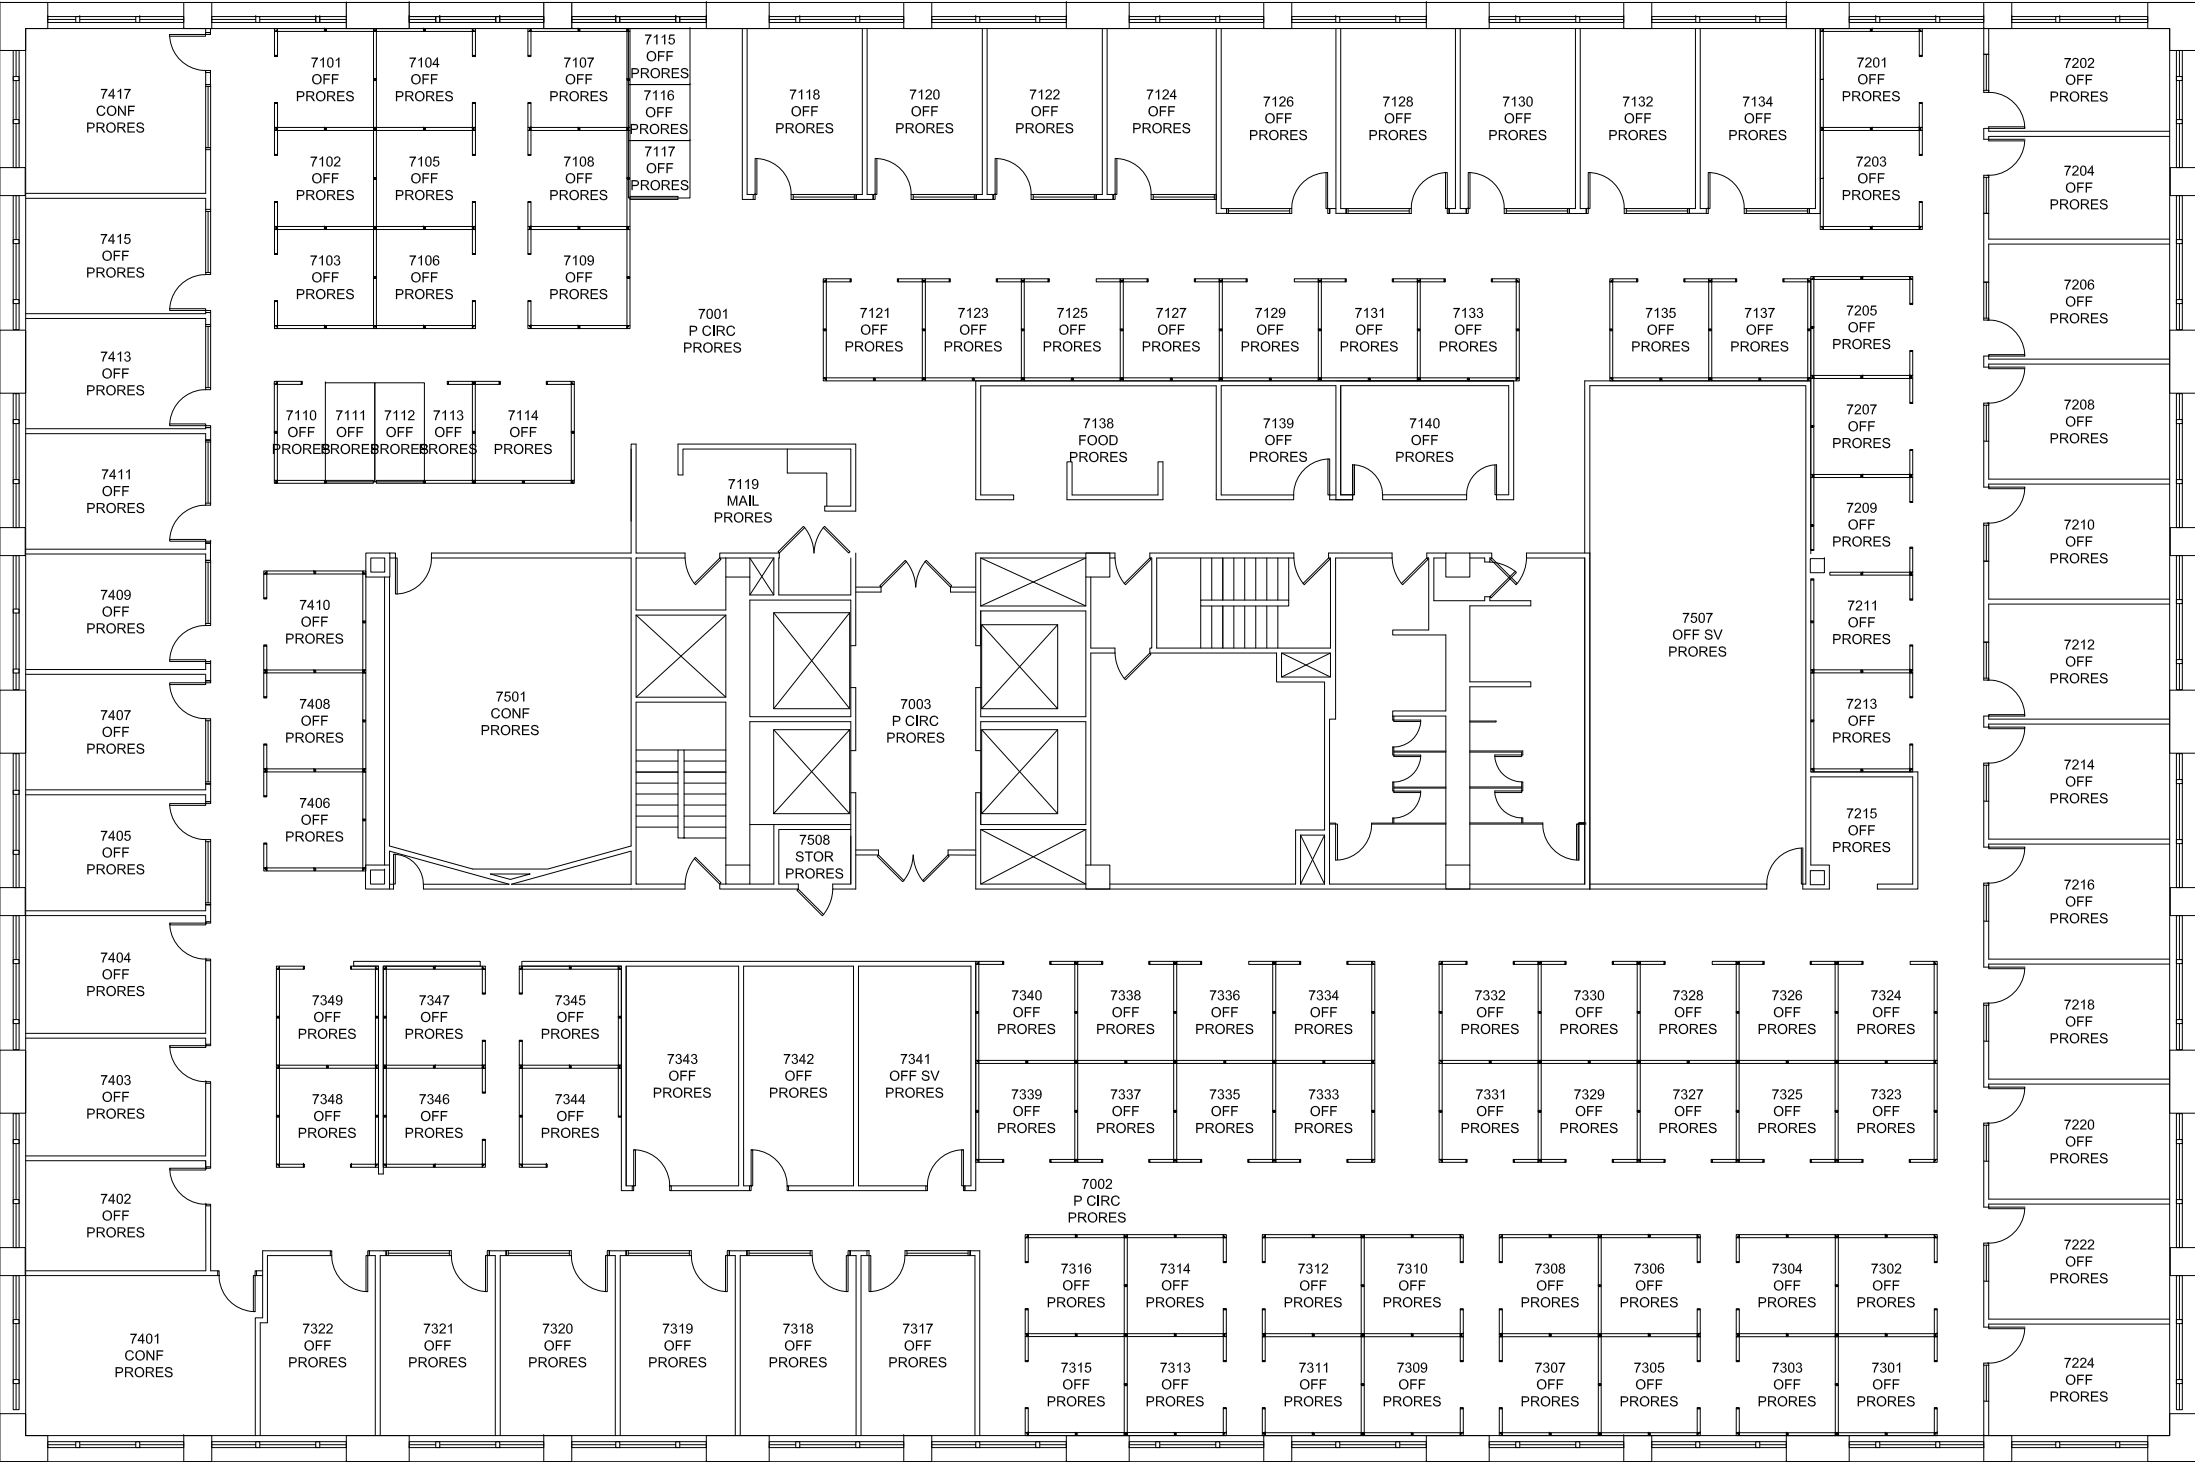 7417
CONF
PRORES
7101
OFF
PRORES
7104
OFF
PRORES
7107
OFF
PRORES
7115
OFF
PRORES
7116
OFF
PRORES
7117
OFF
PRORES
7118
OFF
PRORES
7120
OFF
PRORES
7122
OFF
PRORES
7124
OFF
PRORES
7126
OFF
PRORES
7128
OFF
PRORES
7130
OFF
PRORES
7132
OFF
PRORES
7134
OFF
PRORES
7201
OFF
PRORES
7202
OFF
PRORES
7102
OFF
PRORES
7105
OFF
PRORES
7108
OFF
PRORES
7203
OFF
PRORES
7204
OFF
PRORES
7415
OFF
PRORES
7103
OFF
PRORES
7106
OFF
PRORES
7109
OFF
PRORES
7206
OFF
PRORES
7413
OFF
PRORES
7001
P CIRC
PRORES
7121
OFF
PRORES
7123
OFF
PRORES
7125
OFF
PRORES
7127
OFF
PRORES
7129
OFF
PRORES
7131
OFF
PRORES
7133
OFF
PRORES
7135
OFF
PRORES
7137
OFF
PRORES
7205
OFF
PRORES
7110
OFF
PRORES
7111
OFF
PRORES
7112
OFF
PRORES
7113
OFF
PRORES
7114
OFF
PRORES
7138
FOOD
PRORES
7139
OFF
PRORES
7140
OFF
PRORES
7207
OFF
PRORES
7208
OFF
PRORES
7411
OFF
PRORES
7119
MAIL
PRORES
7209
OFF
PRORES
7210
OFF
PRORES
7409
OFF
PRORES
7410
OFF
PRORES
7507
OFF SV
PRORES
7211
OFF
PRORES
7212
OFF
PRORES
7407
OFF
PRORES
7408
OFF
PRORES
7501
CONF
PRORES
7003
P CIRC
PRORES
7213
OFF
PRORES
7214
OFF
PRORES
7405
OFF
PRORES
7406
OFF
PRORES
7508
STOR
PRORES
7215
OFF
PRORES
7216
OFF
PRORES
7404
OFF
PRORES
7349
OFF
PRORES
7347
OFF
PRORES
7345
OFF
PRORES
7340
OFF
PRORES
7338
OFF
PRORES
7336
OFF
PRORES
7334
OFF
PRORES
7332
OFF
PRORES
7330
OFF
PRORES
7328
OFF
PRORES
7326
OFF
PRORES
7324
OFF
PRORES
7218
OFF
PRORES
7403
OFF
PRORES
7348
OFF
PRORES
7346
OFF
PRORES
7344
OFF
PRORES
7343
OFF
PRORES
7342
OFF
PRORES
7341
OFF SV
PRORES
7339
OFF
PRORES
7337
OFF
PRORES
7335
OFF
PRORES
7333
OFF
PRORES
7331
OFF
PRORES
7329
OFF
PRORES
7327
OFF
PRORES
7325
OFF
PRORES
7323
OFF
PRORES
7220
OFF
PRORES
7402
OFF
PRORES
7002
P CIRC
PRORES
7222
OFF
PRORES
7316
OFF
PRORES
7314
OFF
PRORES
7312
OFF
PRORES
7310
OFF
PRORES
7308
OFF
PRORES
7306
OFF
PRORES
7304
OFF
PRORES
7302
OFF
PRORES
7401
CONF
PRORES
7322
OFF
PRORES
7321
OFF
PRORES
7320
OFF
PRORES
7319
OFF
PRORES
7318
OFF
PRORES
7317
OFF
PRORES
7315
OFF
PRORES
7313
OFF
PRORES
7311
OFF
PRORES
7309
OFF
PRORES
7307
OFF
PRORES
7305
OFF
PRORES
7303
OFF
PRORES
7301
OFF
PRORES
7224
OFF
PRORES